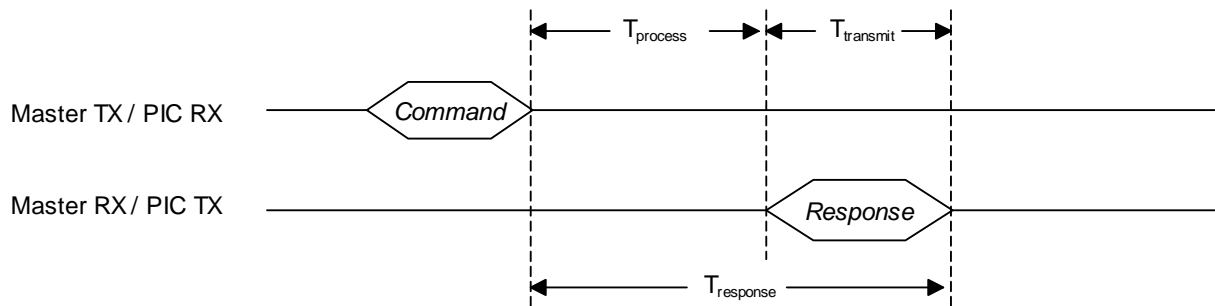 Tprocess
Ttransmit
Master TX / PIC RX
Command
Master RX / PIC TX
Response
Tresponse